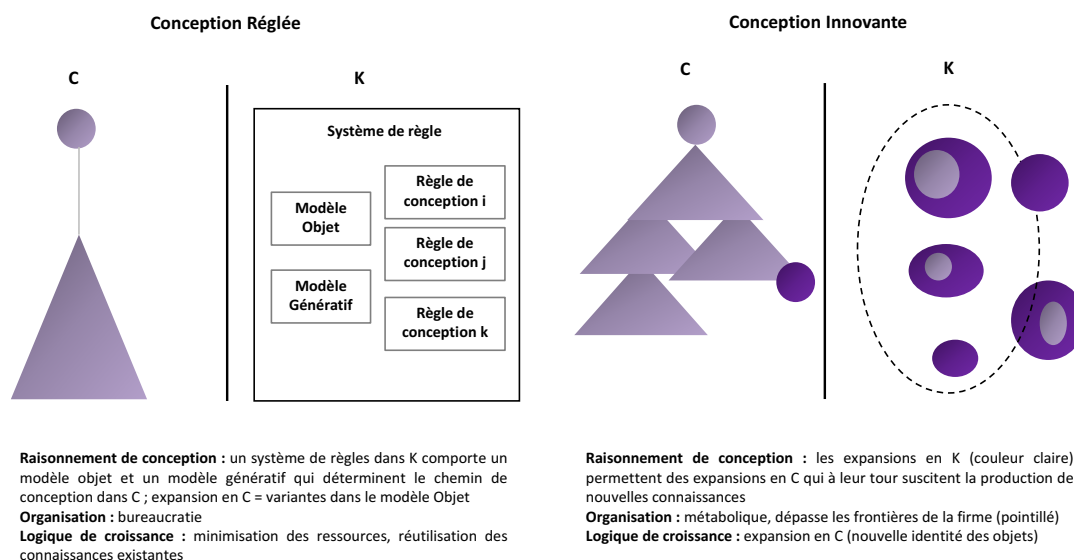 Conception Réglée
C
K
Système de règle
Modèle
Objet
Modèle
Génératif
Règle de
conception i
Règle de
conception j
Règle de
conception k
Raisonnement de conception : un système de règles dans K comporte un
modèle objet et un modèle génératif qui déterminent le chemin de
conception dans C ; expansion en C = variantes dans le modèle Objet
Organisation : bureaucratie
Logique de croissance : minimisation des ressources, réutilisation des
connaissances existantes
Conception Innovante
C
K
Raisonnement de conception : les expansions en K (couleur claire)
permettent des expansions en C qui à leur tour suscitent la production de
nouvelles connaissances
Organisation : métabolique, dépasse les frontières de la firme (pointillé)
Logique de croissance : expansion en C (nouvelle identité des objets)